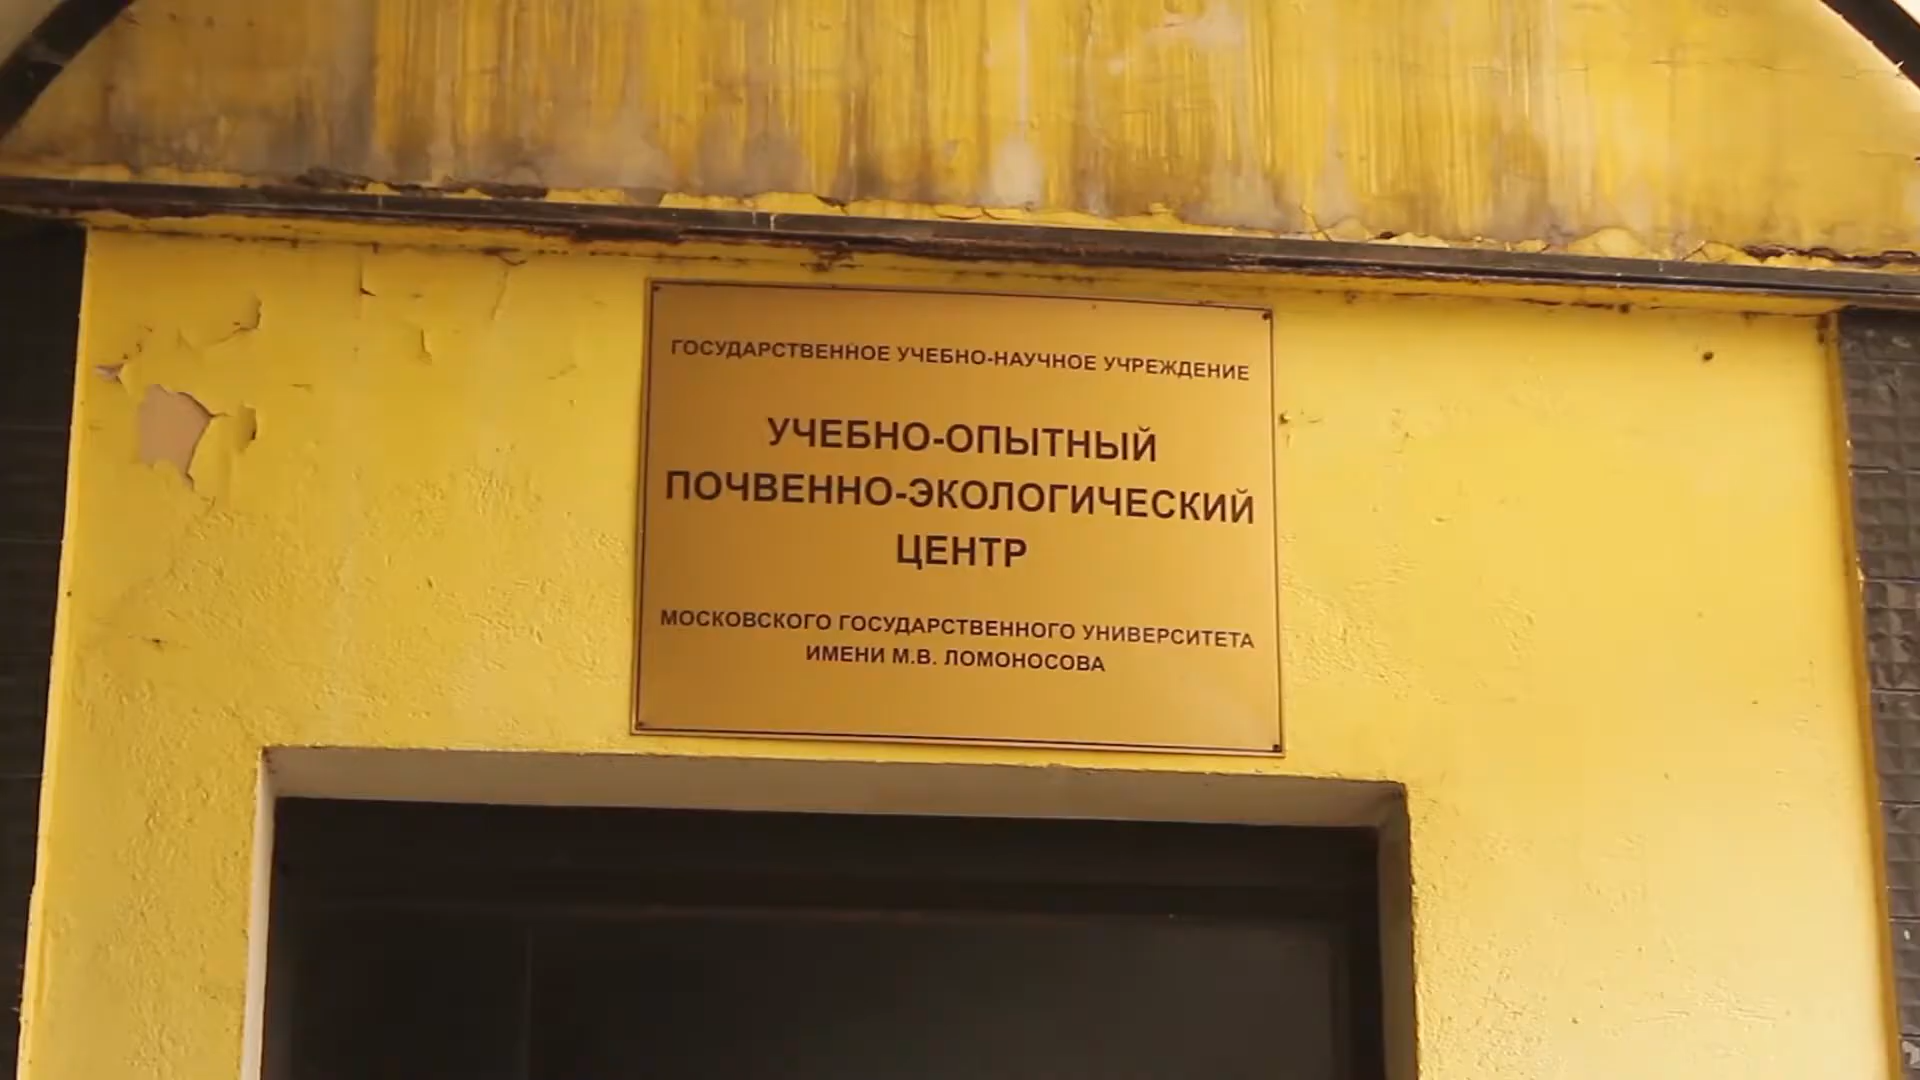 ГОСУДАРСТВЕННОЕ УЧЕБНО-НАУЧНОЕ УЧРЕЖДЕНИЕ
УЧЕБНО-ОПЫТНЫЙ
ПОЧВЕННО-ЭКОЛОГИЧЕСКИЙ
ЦЕНТР
МОСКОВСКОГО ГОСУДАРСТВЕННОГО УНИВЕРСИТЕТА
ИМЕНИ М.В. ЛОМОНОСОВА